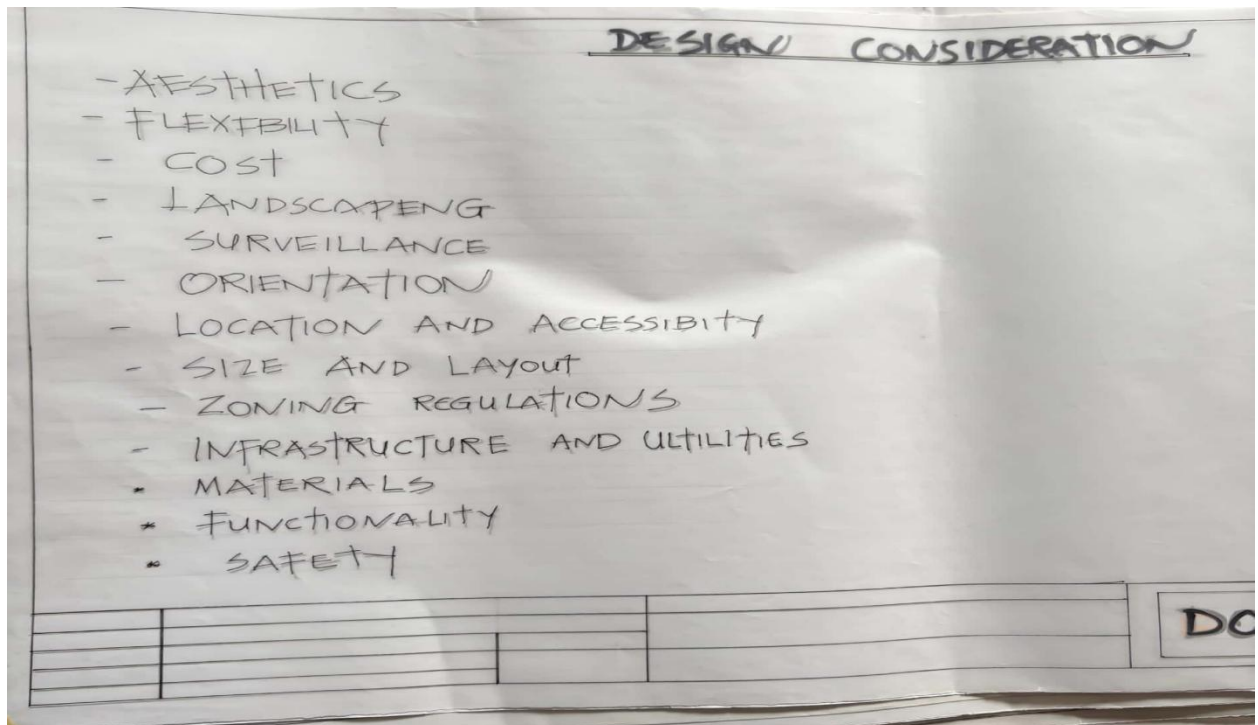 DESIGN CONSIDERATION
- AESTHETICS
- FLEXIBILITY
- COST
- LANDSCAPENG
- SURVEILLANCE
- ORIENTATION
- LOCATION AND ACCESSIBITY
- SIZE AND LAYOUT
- ZONING REGULATIONS
- INFRASTRUCTURE AND ULTILITIES
- MATERIALS
- FUNCTIONALITY
- SAFETY
DO